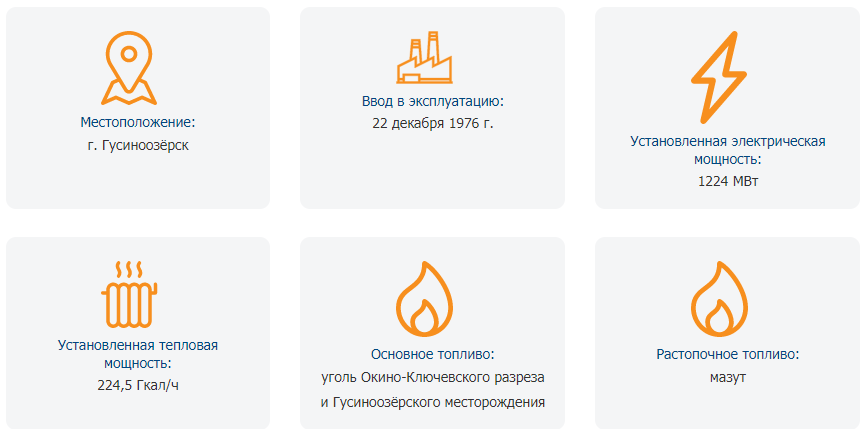 Местоположение:
г. Гусиноозёрск
Ввод в эксплуатацию:
22 декабря 1976 г.
Установленная электрическая
мощность:
1224 МВт
Установленная тепловая
мощность:
224,5 Гкал/ч
Основное топливо:
уголь Окино-Ключевского разреза
и Гусиноозёрского месторождения
Растопочное топливо:
мазут